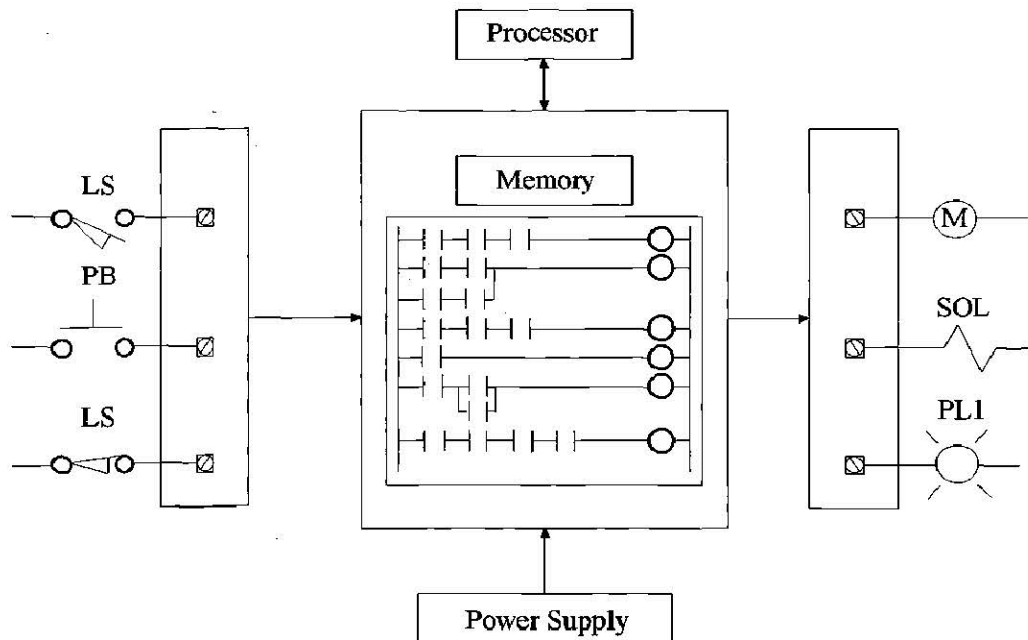 Processor
Memory
LS
PB
LS
M
SOL
PL1
Power Supply